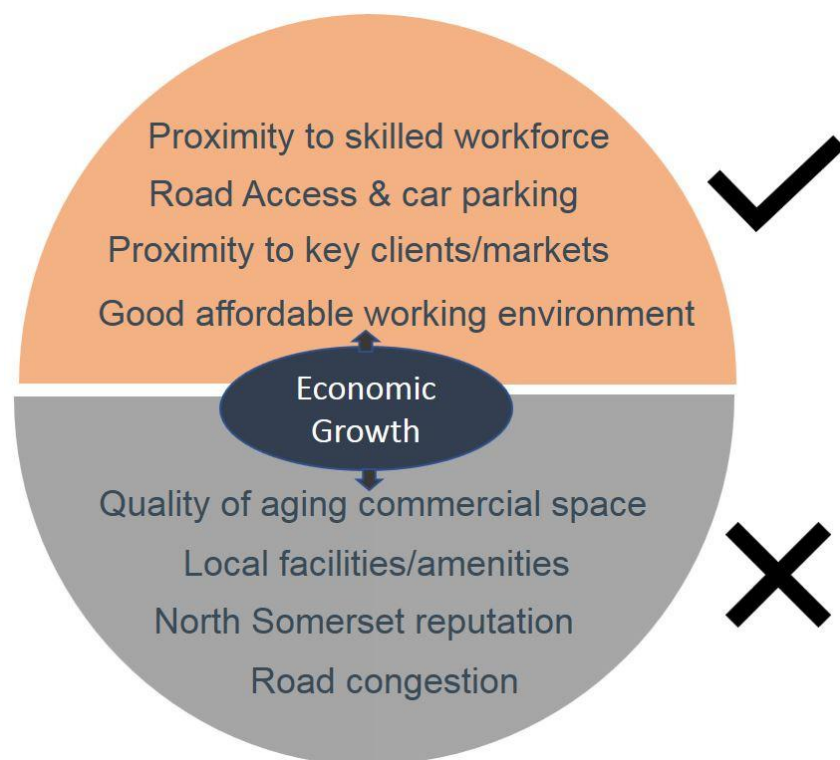 Proximity to skilled workforce
Road Access & car parking
Proximity to key clients/markets
Good affordable working environment
Economic
Growth
Quality of aging commercial space
Local facilities/amenities
North Somerset reputation
Road congestion